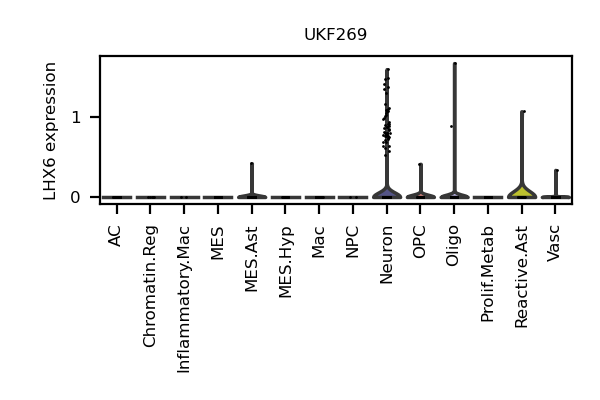 UKF269
LHX6 expression
1
0
AC
Chromatin.Reg
Inflammatory.Mac
MES
MES.Ast
MES.Hyp
Mac
NPC
Neuron
OPC
Oligo
Prolif.Metab
Reactive.Ast
Vasc